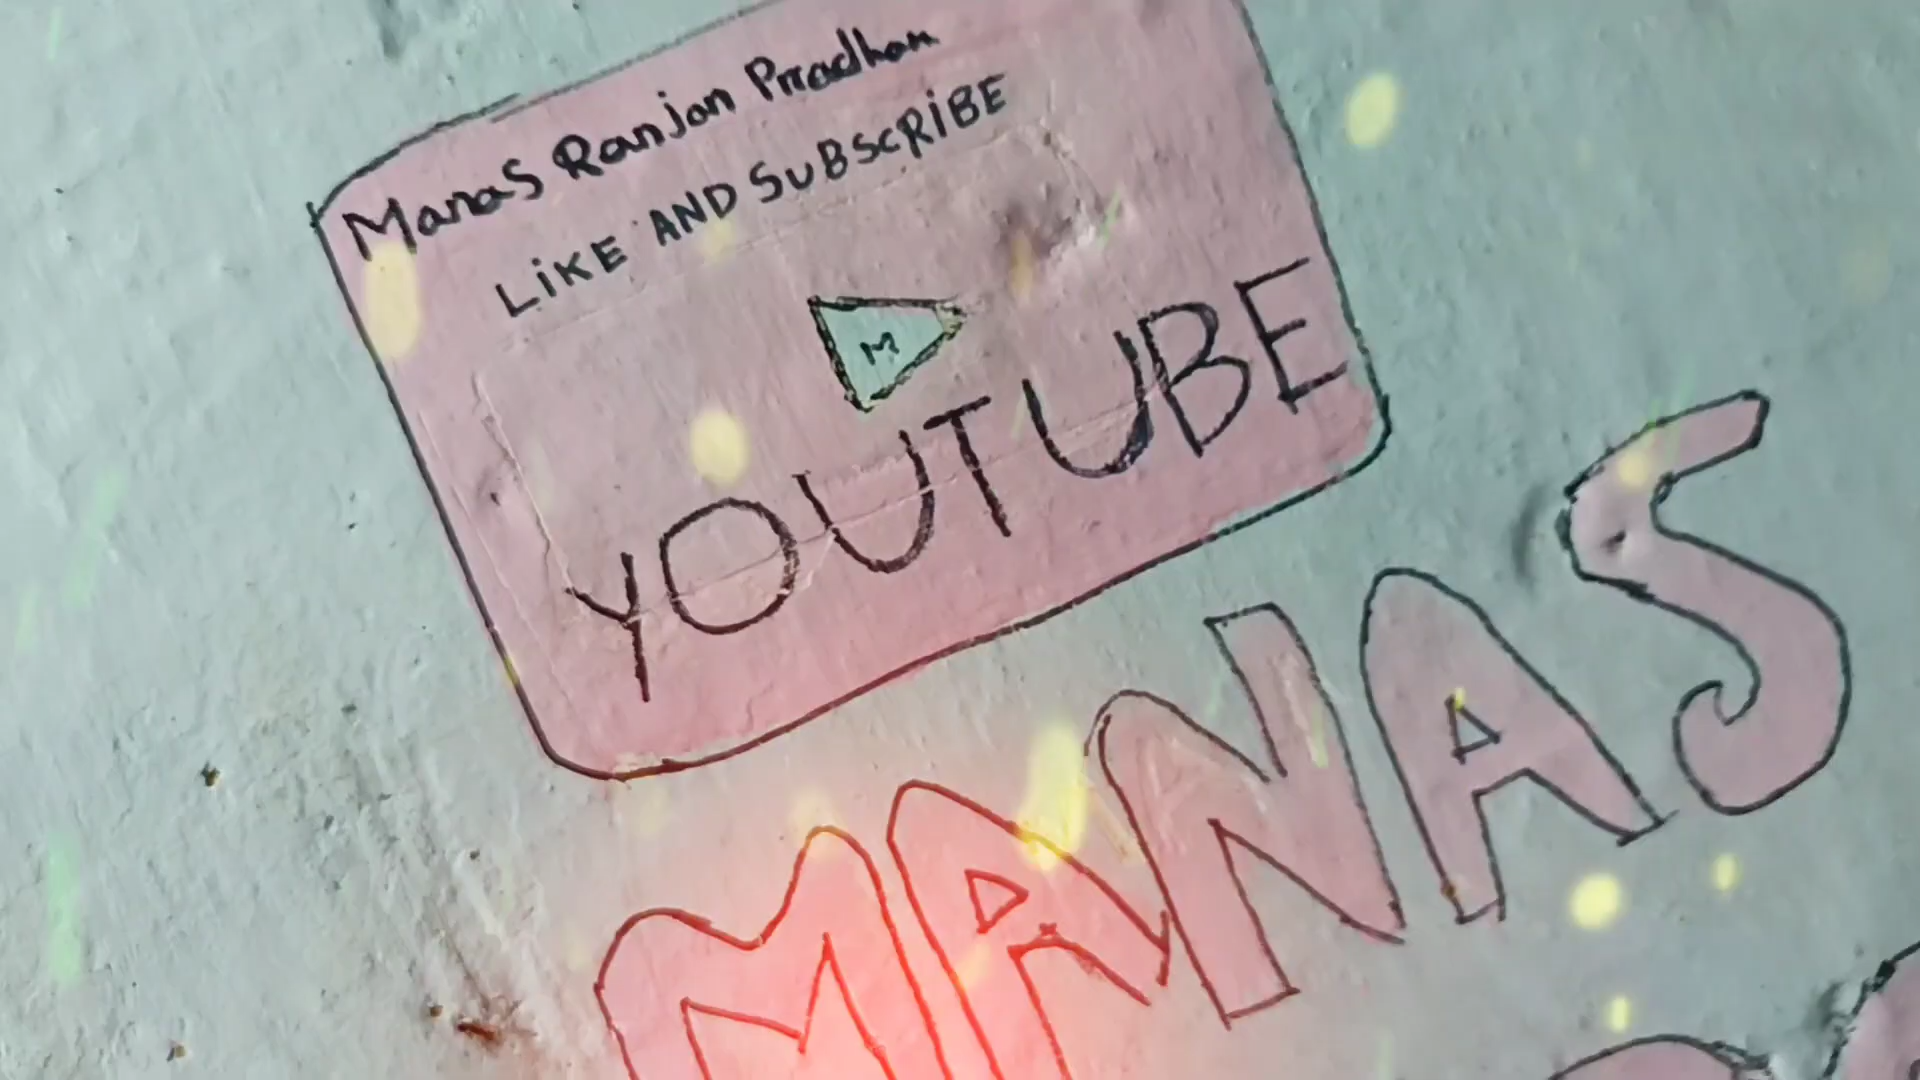 Manas Ranjan Pradhan
LIKE AND SUBSCRIBE
M
YOUTUBE
MANAS